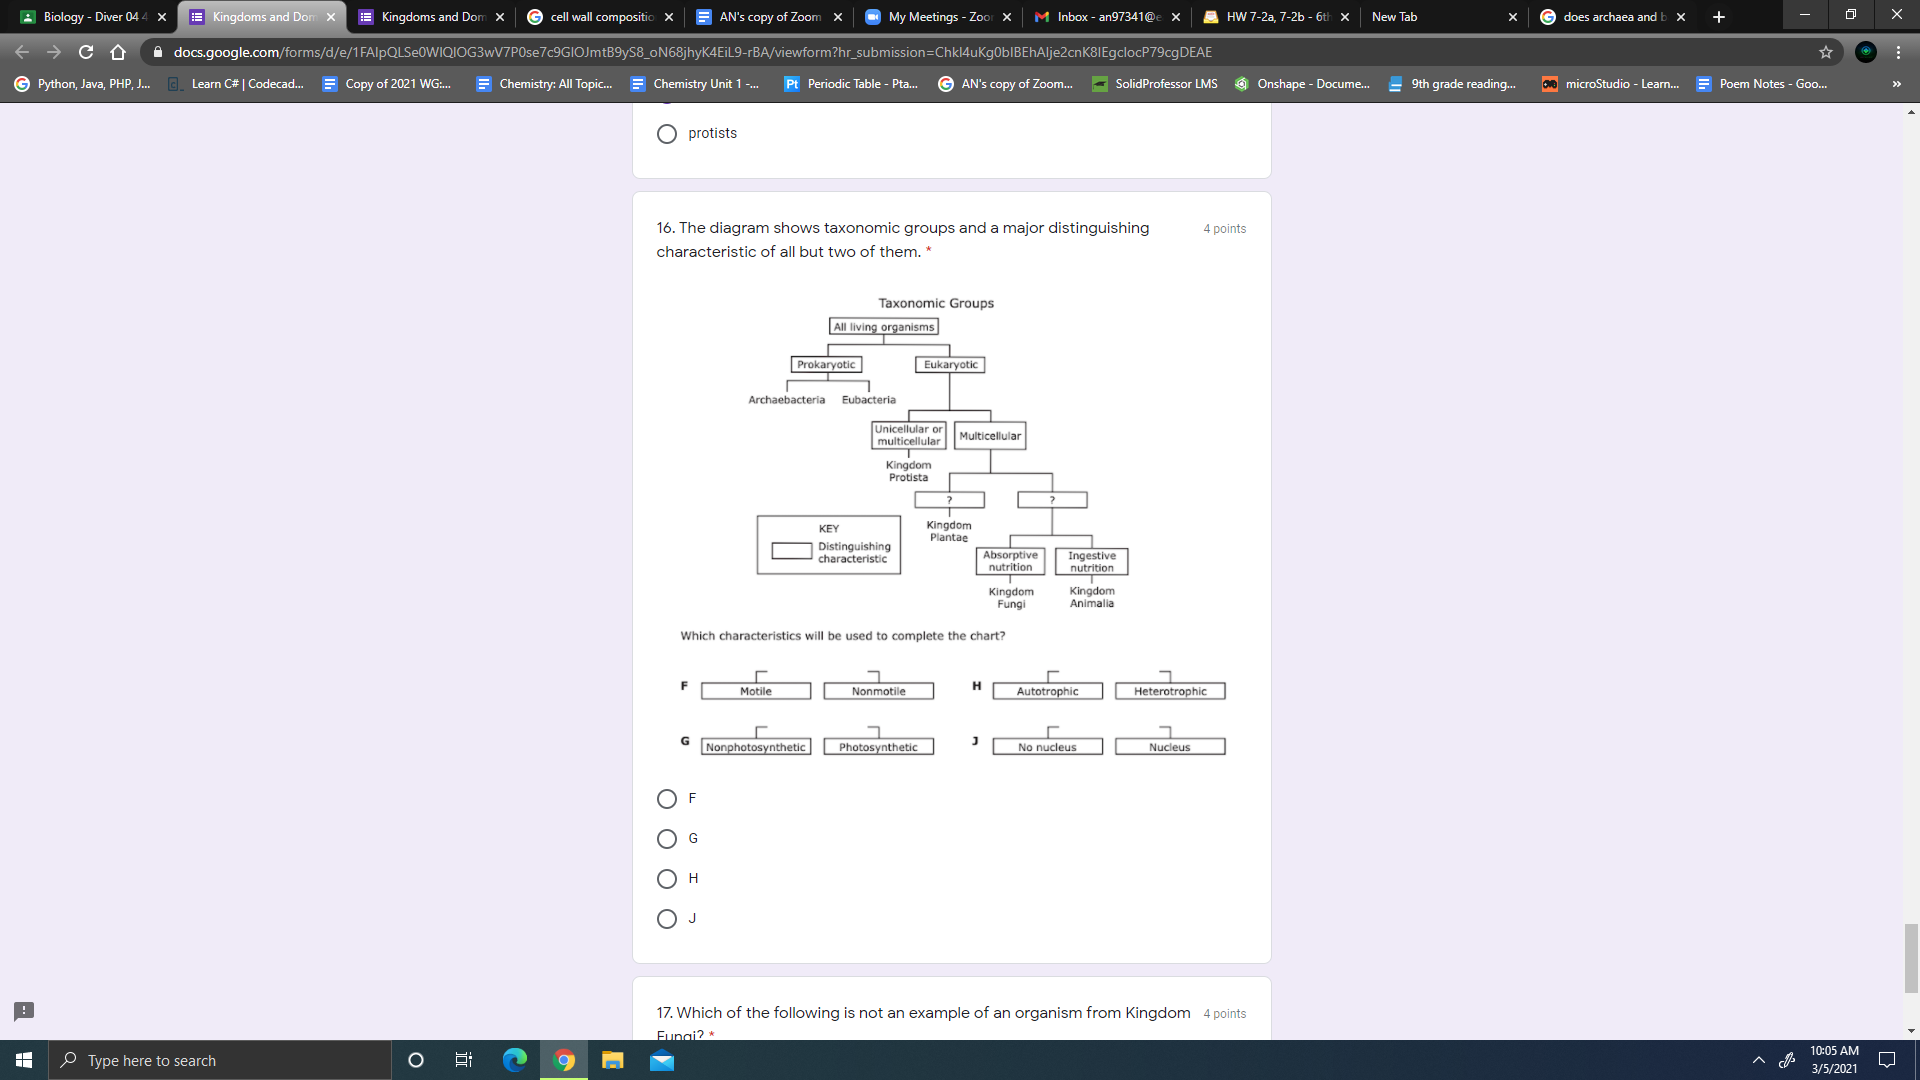 Biology - Diver 04 4
Kingdoms and Dom
Kingdoms and Dom
cell wall compositio
AN's copy of Zoom
My Meetings - Zoo
Inbox - an97341@e
HW 7-2a, 7-2b - 6th
New Tab
does archaea and b
docs.google.com/forms/d/e/
Python, Java, PHP, J...
Learn C# | Codecad...
Copy of 2021 WG:...
Chemistry: All Topic...
Chemistry Unit 1 -...
Pt Periodic Table - Pta...
AN's copy of Zoom...
SolidProfessor LMS
Onshape - Docume...
9th grade reading...
microStudio - Learn...
Poem Notes - Goo...
protists
16. The diagram shows taxonomic groups and a major distinguishing
characteristic of all but two of them. *
4 points
Taxonomic Groups
All living organisms
Prokaryotic
Eukaryotic
Archaebacteria
Eubacteria
Unicellular or
multicellular
Multicellular
Kingdom
Protista
?
?
Kingdom
Plantae
KEY
Distinguishing
characteristic
Absorptive
nutrition
Ingestive
nutrition
Kingdom
Fungi
Kingdom
Animalia
Which characteristics will be used to complete the chart?
F Motile Nonmotile
H Autotrophic Heterotrophic
G Nonphotosynthetic Photosynthetic
J No nucleus Nucleus
F
G
H
J
17. Which of the following is not an example of an organism from Kingdom
Fungi? *
4 points
Type here to search
10:05 AM
3/5/2021